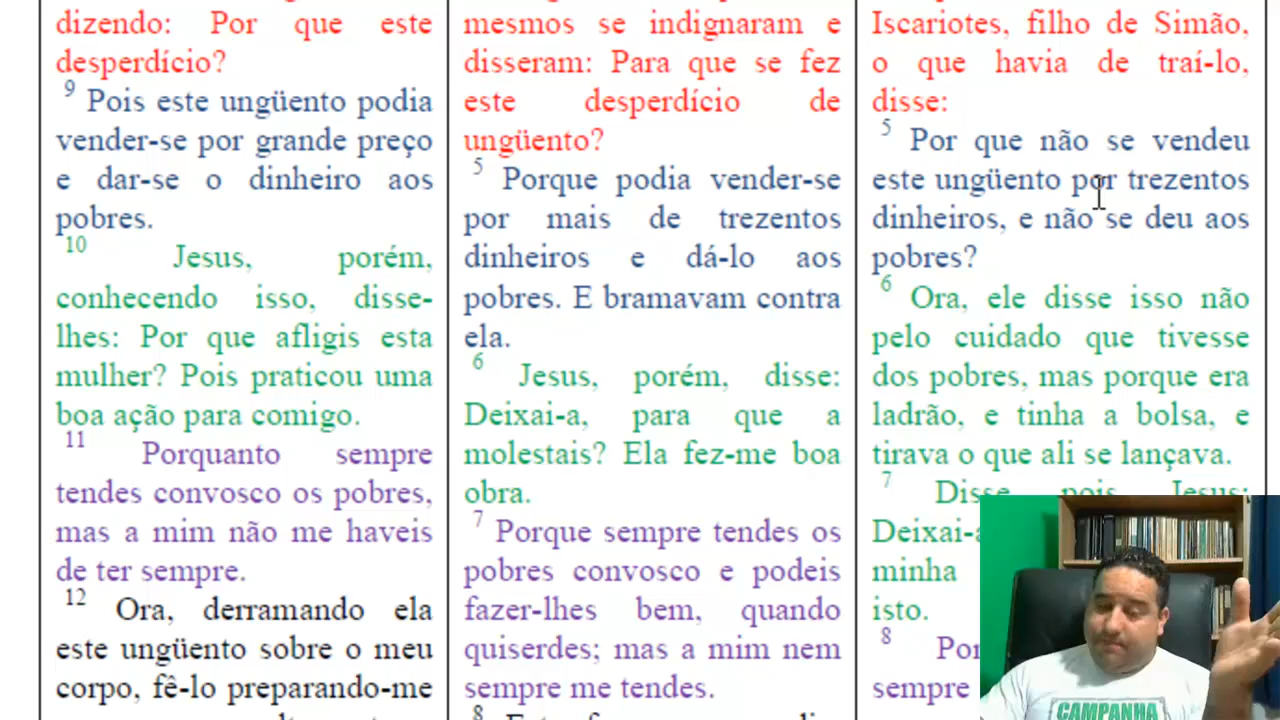 dizendo: Por que este
desperdício?
9 Pois este ungüento podia
vender-se por grande preço
e dar-se o dinheiro aos
pobres.
10 Jesus, porém,
conhecendo isso, disse-
lhes: Por que afligis esta
mulher? Pois praticou uma
boa ação para comigo.
11 Porquanto sempre
tendes convosco os pobres,
mas a mim não me haveis
de ter sempre.
12 Ora, derramando ela
este ungüento sobre o meu
corpo, fê-lo preparando-me
mesmos se indignaram e
disseram: Para que se fez
este desperdício de
ungüento?
5 Porque podia vender-se
por mais de trezentos
dinheiros e dá-lo aos
pobres. E bramavam contra
ela.
6 Jesus, porém, disse:
Deixai-a, para que a
molestais? Ela fez-me boa
obra.
7 Porque sempre tendes os
pobres convosco e podeis
fazer-lhes bem, quando
quiserdes; mas a mim nem
sempre me tendes.
8
Iscariotes, filho de Simão,
o que havia de traí-lo,
disse:
5 Por que não se vendeu
este ungüento por trezentos
dinheiros, e não se deu aos
pobres?
6 Ora, ele disse isso não
pelo cuidado que tivesse
dos pobres, mas porque era
ladrão, e tinha a bolsa, e
tirava o que ali se lançava.
7 Disse, pois, Jesus:
Deixai-a
minha
isto.
8 Por
sempre
CAMPANHA